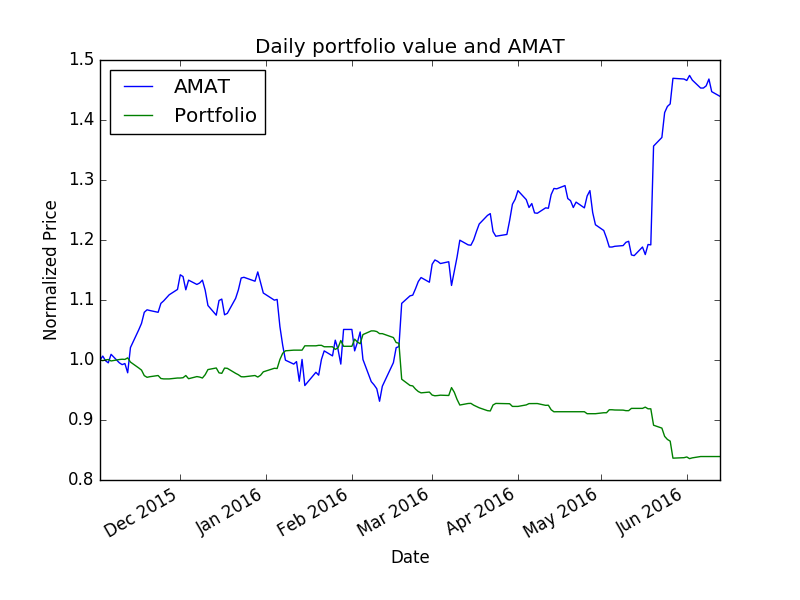 Daily portfolio value and AMAT
AMAT
Portfolio
1.5
1.4
1.3
1.2
1.1
1.0
0.9
0.8
Normalized Price
Dec 2015
Jan 2016
Feb 2016
Mar 2016
Apr 2016
May 2016
Jun 2016
Date